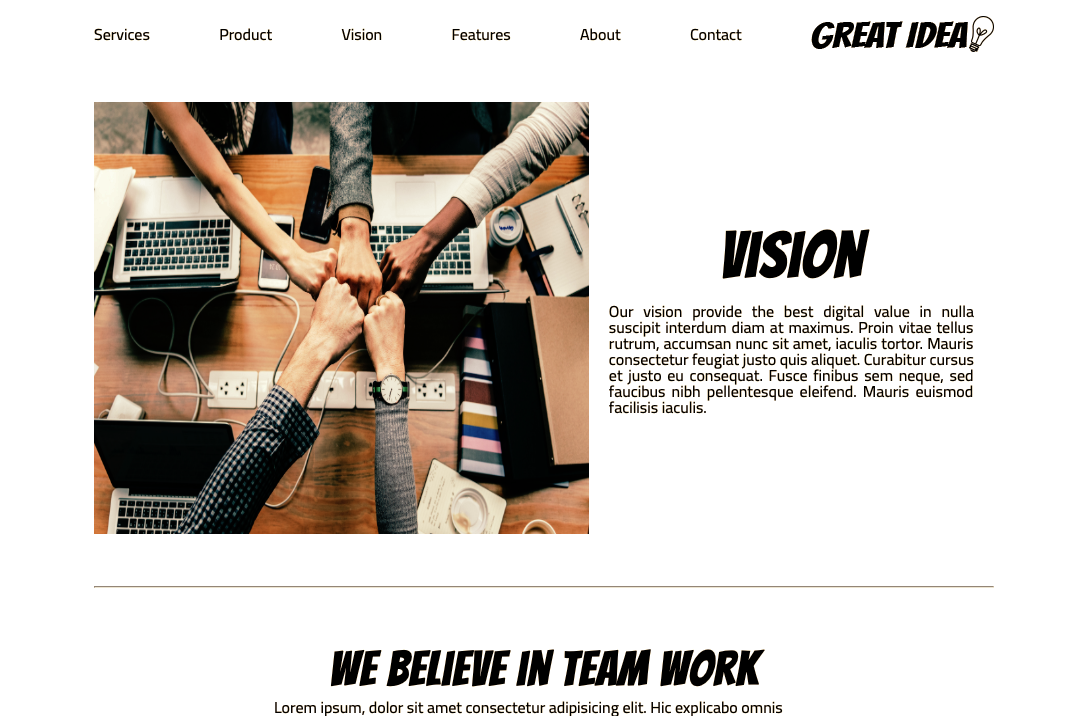 Services Product Vision Features About Contact GREAT IDEA
VISION
Our vision provide the best digital value in nulla
suscipit interdum diam at maximus. Proin vitae tellus
rutrum, accumsan nunc sit amet, iaculis tortor. Mauris
consectetur feugiat justo quis aliquet. Curabitur cursus
et justo eu consequat. Fusce finibus sem neque, sed
faucibus nibh pellentesque eleifend. Mauris euismod
facilisis iaculis.
WE BELIEVE IN TEAM WORK
Lorem ipsum, dolor sit amet consectetur adipisicing elit. Hic explicabo omnis